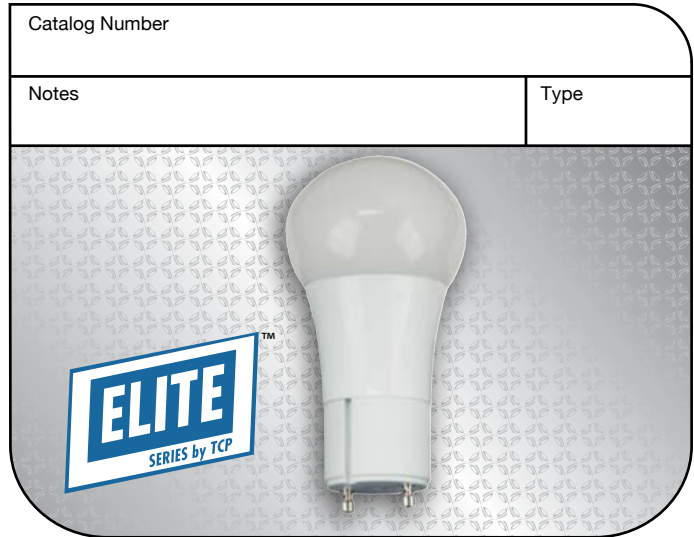 Catalog Number
Notes
Type
ELITE
™
SERIES by TCP